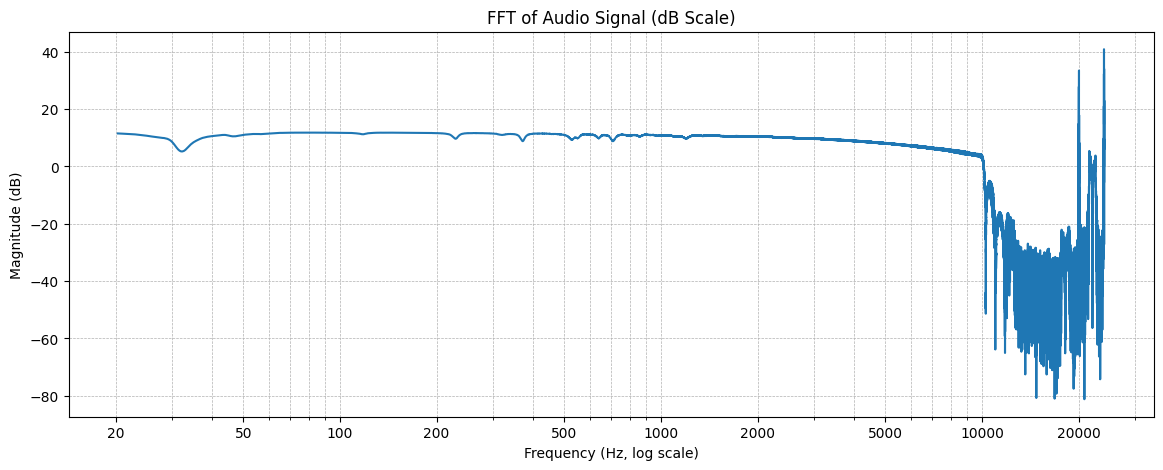 FFT of Audio Signal (dB Scale)
Magnitude (dB)
40
20
0
−20
−40
−60
−80
20 50 100 200 500 1000 2000 5000 10000 20000
Frequency (Hz, log scale)